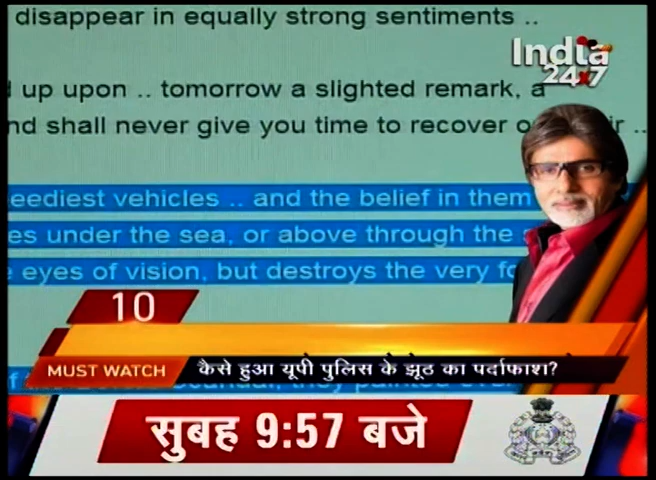 disappear in equally strong sentiments ..
India
24x7
up upon .. tomorrow a slighted remark, a
nd shall never give you time to recover
eediest vehicles .. and the belief in them
es under the sea, or above through the
eyes of vision, but destroys the very
10
MUST WATCH कैसे हुआ यूपी पुलिस के झूठ का पर्दाफाश?
सुबह 9:57 बजे